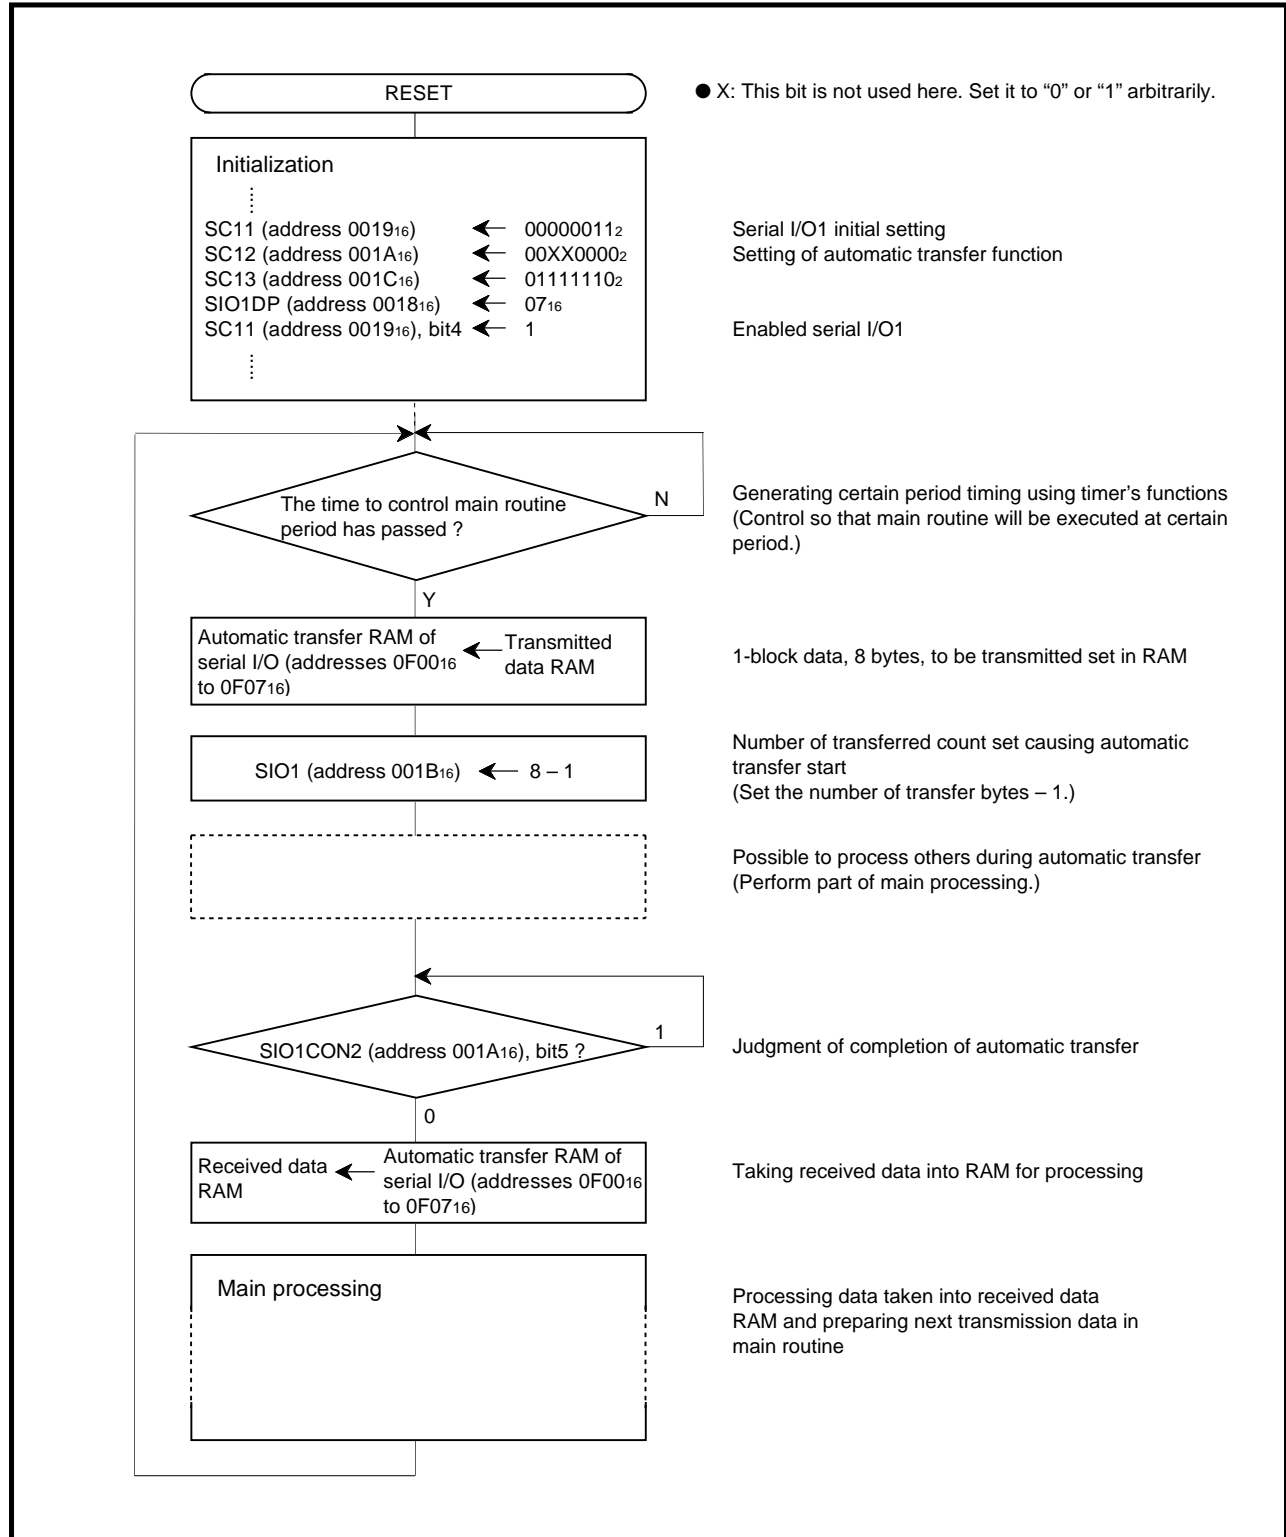 RESET
● X: This bit is not used here. Set it to “0” or “1” arbitrarily.
Initialization
SC11 (address 001916) ← 000000112
Serial I/O1 initial setting
SC12 (address 001A16) ← 00XX00002
Setting of automatic transfer function
SC13 (address 001C16) ← 011111102
SIO1DP (address 001816) ← 0716
SC11 (address 001916), bit4 ← 1
Enabled serial I/O1
The time to control main routine
period has passed ?
N
Y
Generating certain period timing using timer’s functions
(Control so that main routine will be executed at certain
period.)
Automatic transfer RAM of
serial I/O (addresses 0F0016
to 0F0716)
← Transmitted
data RAM
1-block data, 8 bytes, to be transmitted set in RAM
SIO1 (address 001B16) ← 8 – 1
Number of transferred count set causing automatic
transfer start
(Set the number of transfer bytes – 1.)
Possible to process others during automatic transfer
(Perform part of main processing.)
SIO1CON2 (address 001A16), bit5 ?
1
0
Judgment of completion of automatic transfer
Received data
RAM
← Automatic transfer RAM of
serial I/O (addresses 0F0016
to 0F0716)
Taking received data into RAM for processing
Main processing
Processing data taken into received data
RAM and preparing next transmission data in
main routine